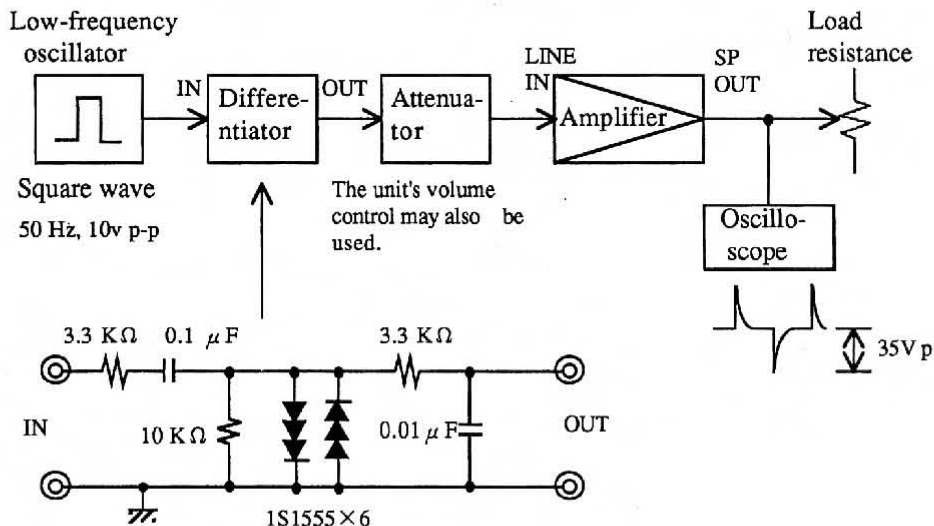 Low-frequency
oscillator
IN
Differe-
ntiator
OUT
Attenua-
tor
LINE
IN
Amplifier
SP
OUT
Load
resistance
Square wave
50 Hz, 10v p-p
The unit's volume
control may also be
used.
Oscillo-
scope
35V p
3.3 KΩ
0.1 μF
3.3 KΩ
IN
10 KΩ
0.01 μF
OUT
1S1555×6